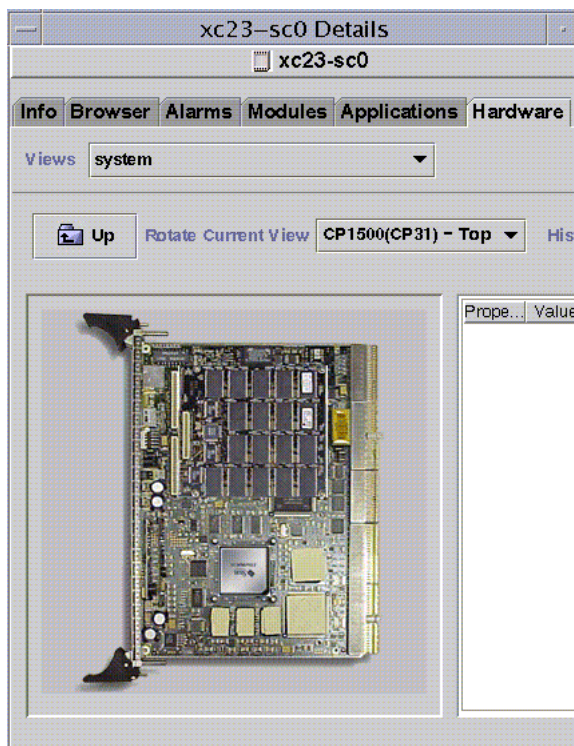 xc23-sc0 Details
xc23-sc0
Info Browser Alarms Modules Applications Hardware
Views system
Up Rotate Current View CP1500(CP31) - Top His
Prope... Value